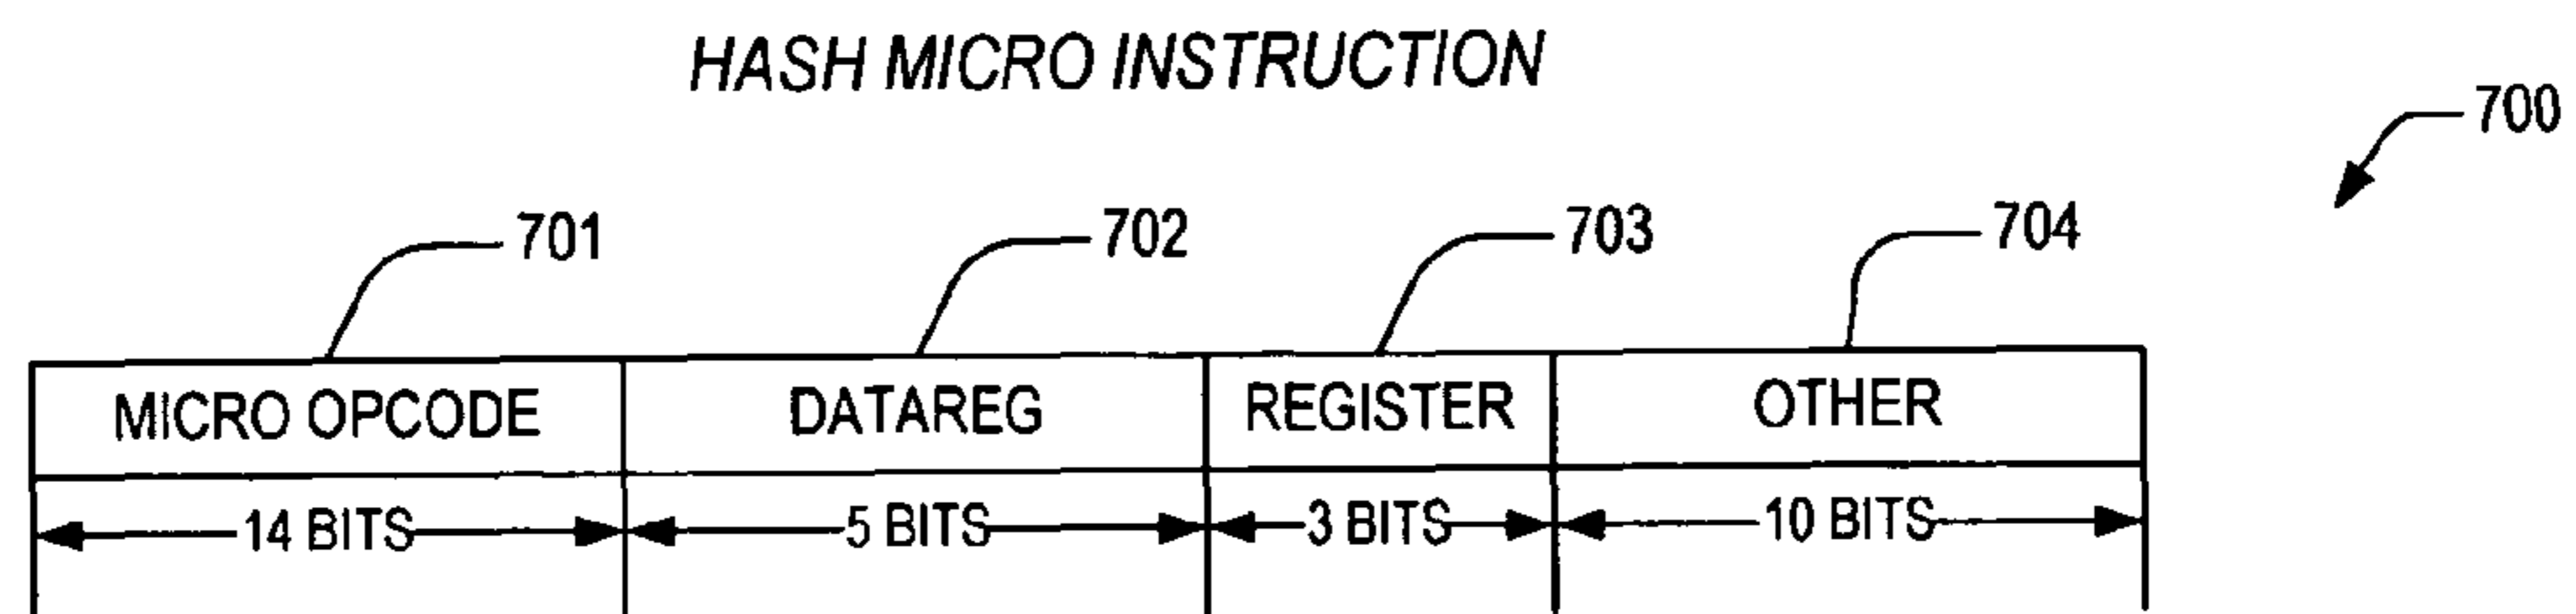 HASH MICRO INSTRUCTION
700
701 702 703 704
MICRO OPCODE DATAREG REGISTER OTHER
14 BITS 5 BITS 3 BITS 10 BITS